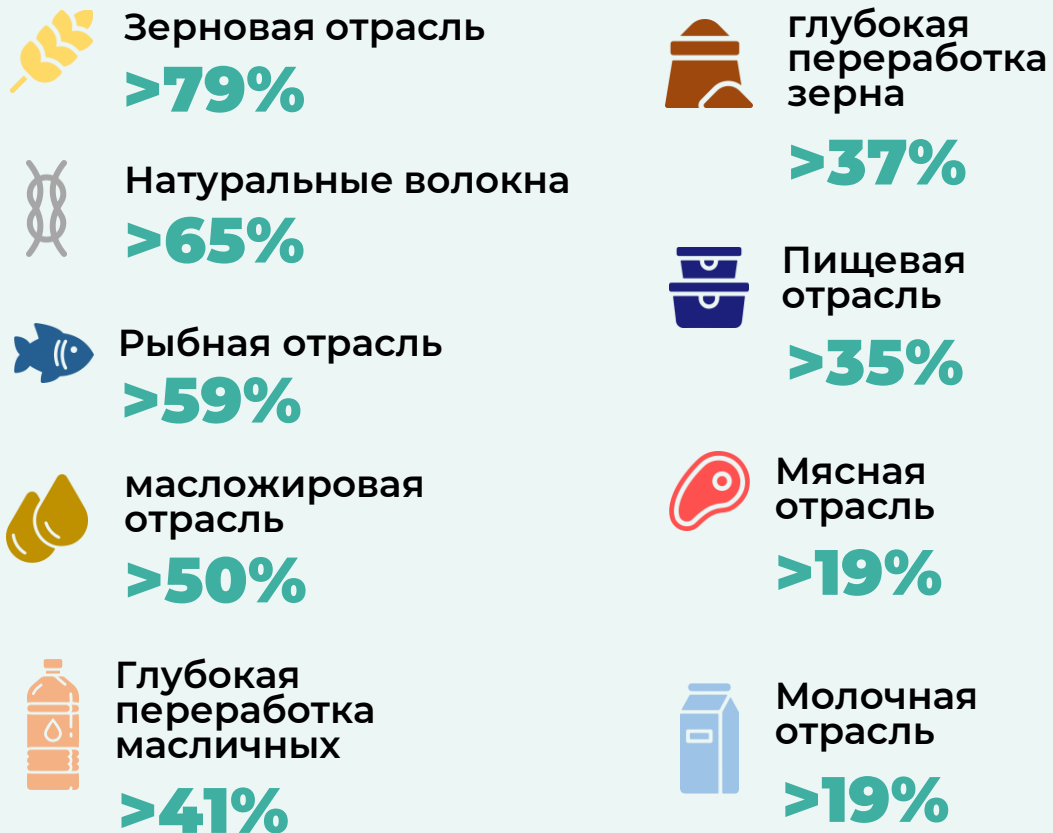 Зерновая отрасль
>79%
Натуральные волокна
>65%
Рыбная отрасль
>59%
масложировая
отрасль
>50%
Глубокая
переработка
масличных
>41%
глубокая
переработка
зерна
>37%
Пищевая
отрасль
>35%
Мясная
отрасль
>19%
Молочная
отрасль
>19%